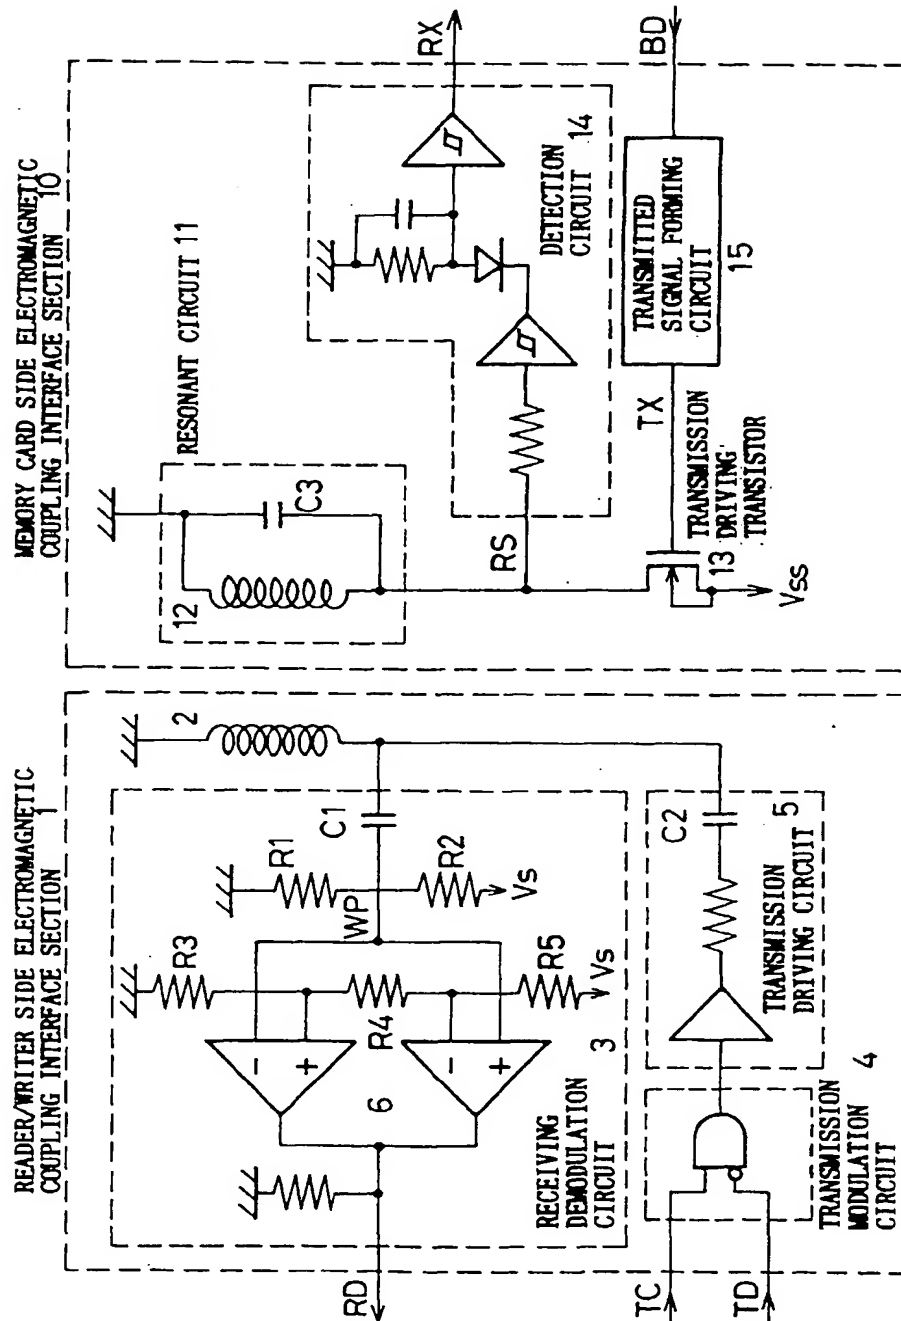 READER/WRITER SIDE ELECTROMAGNETIC
COUPLING INTERFACE SECTION 1
2
R3
R1
C1
WP
R2
Vs
R4
R5
Vs
-
+
-
+
6
3
RECEIVING
DEMODULATION
CIRCUIT
RD
C2
5
TRANSMISSION
DRIVING CIRCUIT
4
TRANSMISSION
MODULATION
CIRCUIT
TC
TD
MEMORY CARD SIDE ELECTROMAGNETIC
COUPLING INTERFACE SECTION 10
RESONANT CIRCUIT 11
12
C3
RS
DETECTION
CIRCUIT 14
RX
13
TRANSMISSION
DRIVING
TRANSISTOR
Vss
TX
TRANSMITTED
SIGNAL FORMING
CIRCUIT
15
BD